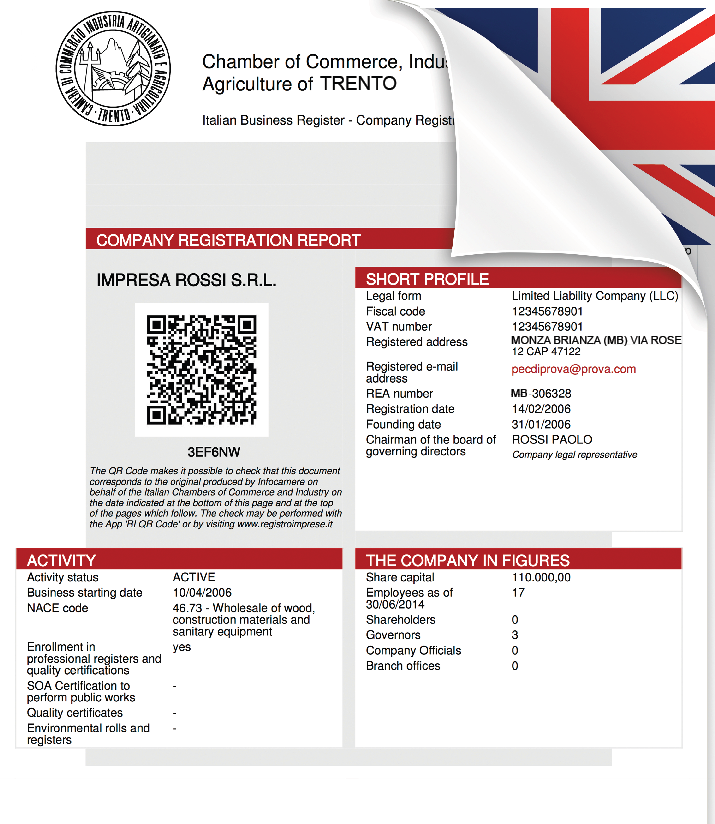 CAMERA DI COMMERCIO INDUSTRIA ARTIGIANATO E AGRICOLTURA
· TRENTO ·
Chamber of Commerce, Indu
Agriculture of TRENTO
Italian Business Register - Company Regist
COMPANY REGISTRATION REPORT
IMPRESA ROSSI S.R.L.
3EF6NW
The QR Code makes it possible to check that this document
corresponds to the original produced by Infocamere on
behalf of the Italian Chambers of Commerce and Industry on
the date indicated at the bottom of this page and at the top
of the pages which follow. The check may be performed with
the App 'RI QR Code' or by visiting www.registroimprese.it
SHORT PROFILE
Legal form Limited Liability Company (LLC)
Fiscal code 12345678901
VAT number 12345678901
Registered address MONZA BRIANZA (MB) VIA ROSE
12 CAP 47122
Registered e-mail
address pecdiprova@prova.com
REA number MB-306328
Registration date 14/02/2006
Founding date 31/01/2006
Chairman of the board of
governing directors ROSSI PAOLO
Company legal representative
ACTIVITY
Activity status ACTIVE
Business starting date 10/04/2006
NACE code 46.73 - Wholesale of wood,
construction materials and
sanitary equipment
Enrollment in yes
professional registers and
quality certifications
SOA Certification to -
perform public works
Quality certificates -
Environmental rolls and -
registers
THE COMPANY IN FIGURES
Share capital 110.000,00
Employees as of 17
30/06/2014
Shareholders 0
Governors 3
Company Officials 0
Branch offices 0